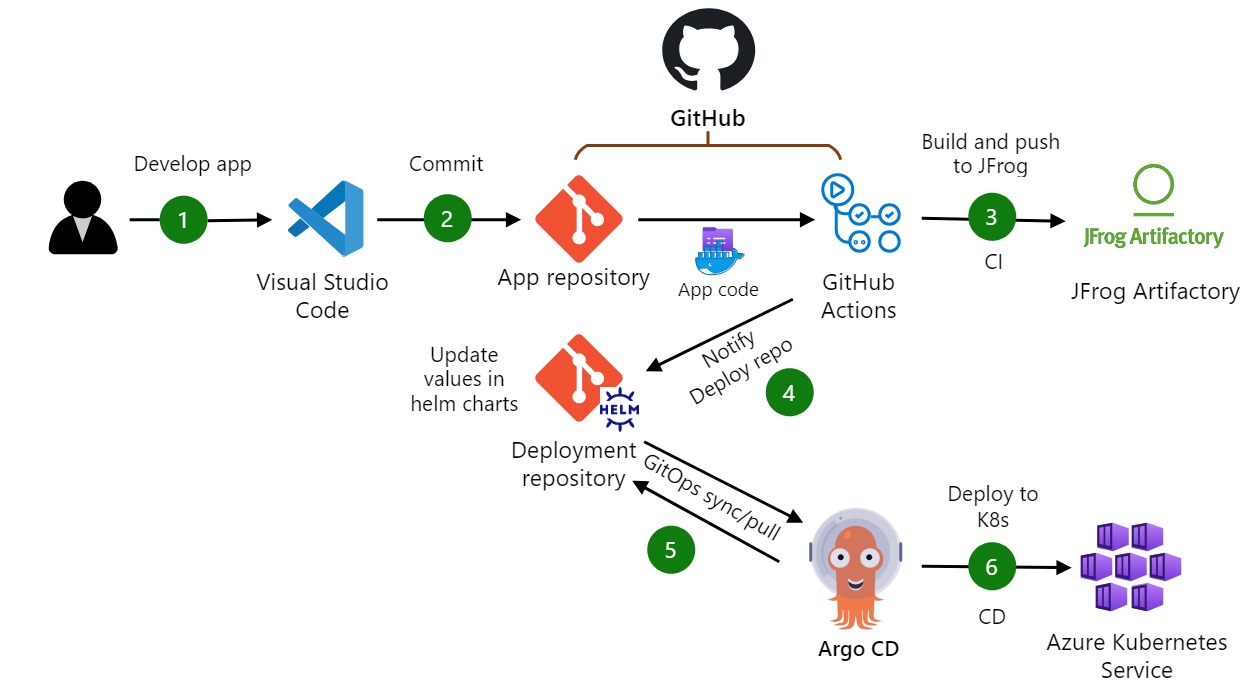 GitHub
Develop app
1
Visual Studio
Code
Commit
2
App repository
App code
GitHub
Actions
Build and push
to JFrog
3
CI
JFrog Artifactory
JFrog Artifactory
Notify
Deploy repo
4
Update
values in
helm charts
HELM
Deployment
repository
GitOps sync/pull
5
Argo CD
Deploy to
K8s
6
CD
Azure Kubernetes
Service